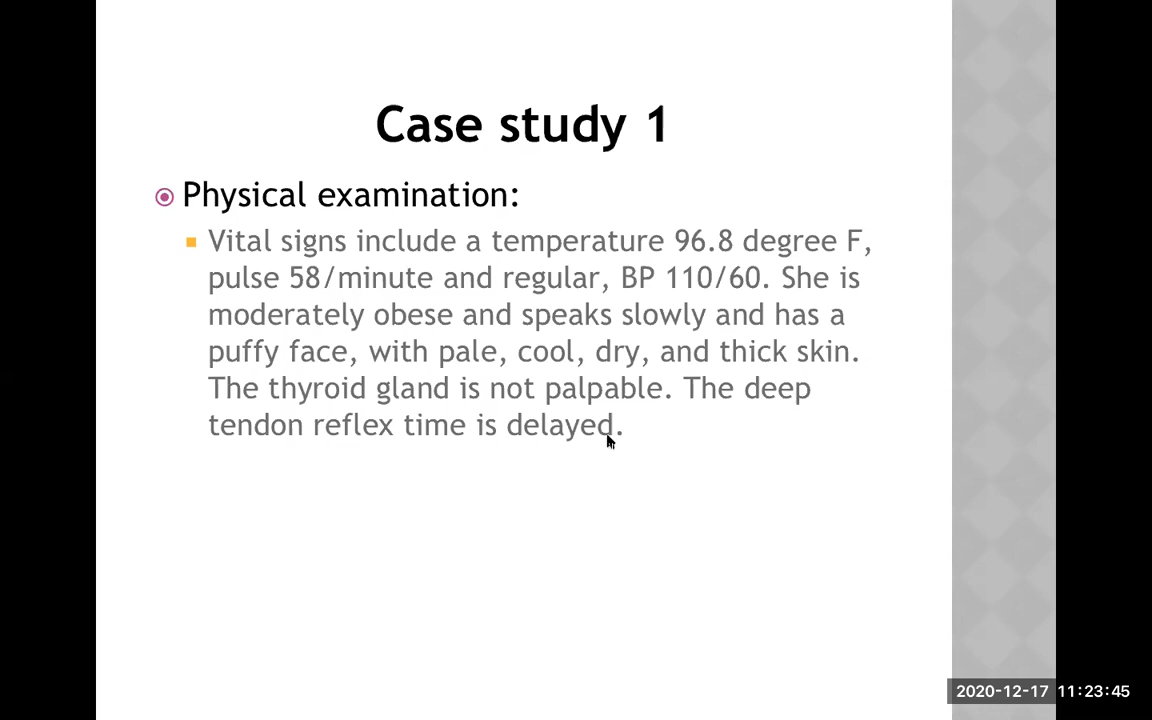 Case study 1
Physical examination:
Vital signs include a temperature 96.8 degree F,
pulse 58/minute and regular, BP 110/60. She is
moderately obese and speaks slowly and has a
puffy face, with pale, cool, dry, and thick skin.
The thyroid gland is not palpable. The deep
tendon reflex time is delayed.
2020-12-17 11:23:45